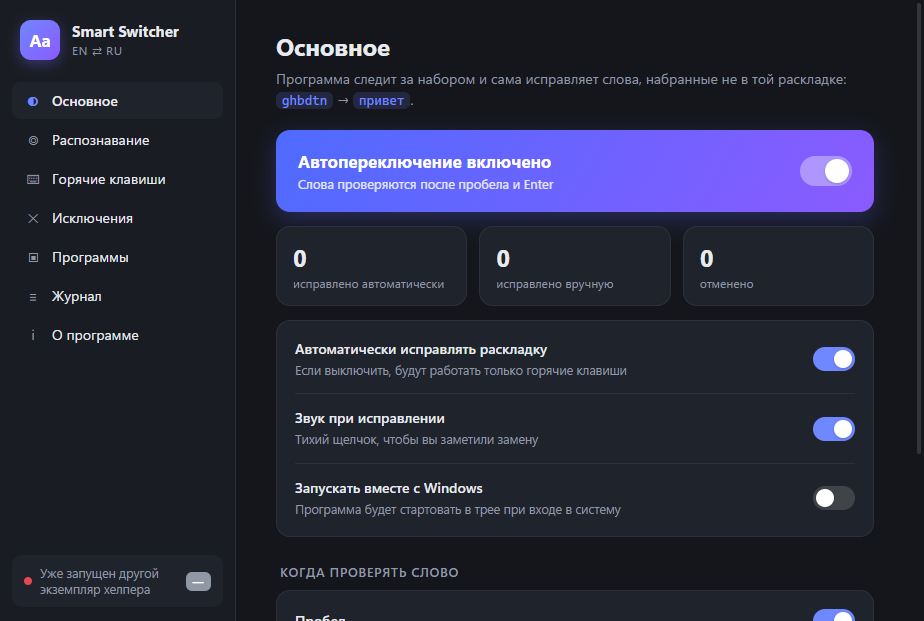 Aa
Smart Switcher
EN ⇄ RU
Основное
Распознавание
Горячие клавиши
Исключения
Программы
Журнал
i О программе
Уже запущен другой
экземпляр хелпера
—
Основное
Программа следит за набором и сама исправляет слова, набранные не в той раскладке:
ghbdtn → привет.
Автопереключение включено
Слова проверяются после пробела и Enter
0
исправлено автоматически
0
исправлено вручную
0
отменено
Автоматически исправлять раскладку
Если выключить, будут работать только горячие клавиши
Звук при исправлении
Тихий щелчок, чтобы вы заметили замену
Запускать вместе с Windows
Программа будет стартовать в трее при входе в систему
КОГДА ПРОВЕРЯТЬ СЛОВО
Пробел